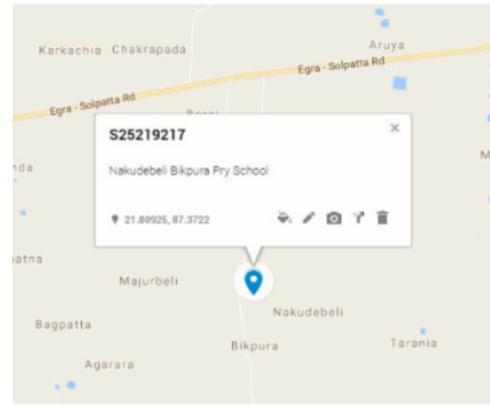 Karkachia Chakrapada
Aruya
Egra - Solpatta Rd
Egra - Solpatta Rd
S25219217
Nakudebeli Bikpura Pry School
21.80925, 87.3722
Majurbeli
Nakudebeli
Bagpatta
Bikpura
Tarania
Agarara